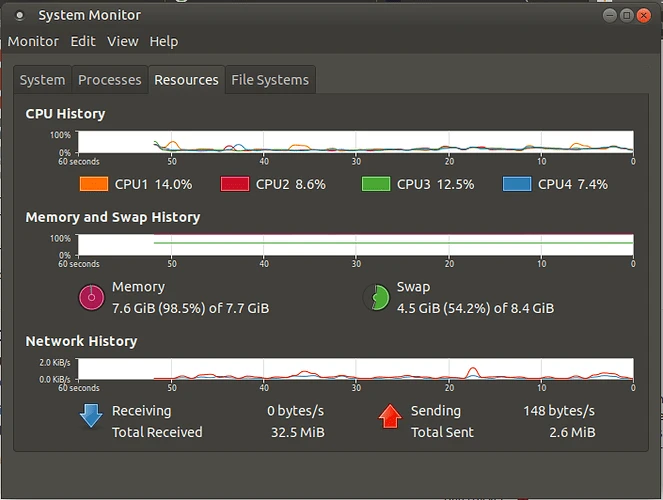 System Monitor
Monitor Edit View Help
System Processes Resources File Systems
CPU History
100%
0%
60 seconds 50 40 30 20 10 0
CPU1 14.0% CPU2 8.6% CPU3 12.5% CPU4 7.4%
Memory and Swap History
100%
0%
60 seconds 50 40 30 20 10 0
Memory Swap
7.6 GiB (98.5%) of 7.7 GiB 4.5 GiB (54.2%) of 8.4 GiB
Network History
2.0 KiB/s
0.0 KiB/s
60 seconds 50 40 30 20 10 0
Receiving 0 bytes/s Sending 148 bytes/s
Total Received 32.5 MiB Total Sent 2.6 MiB